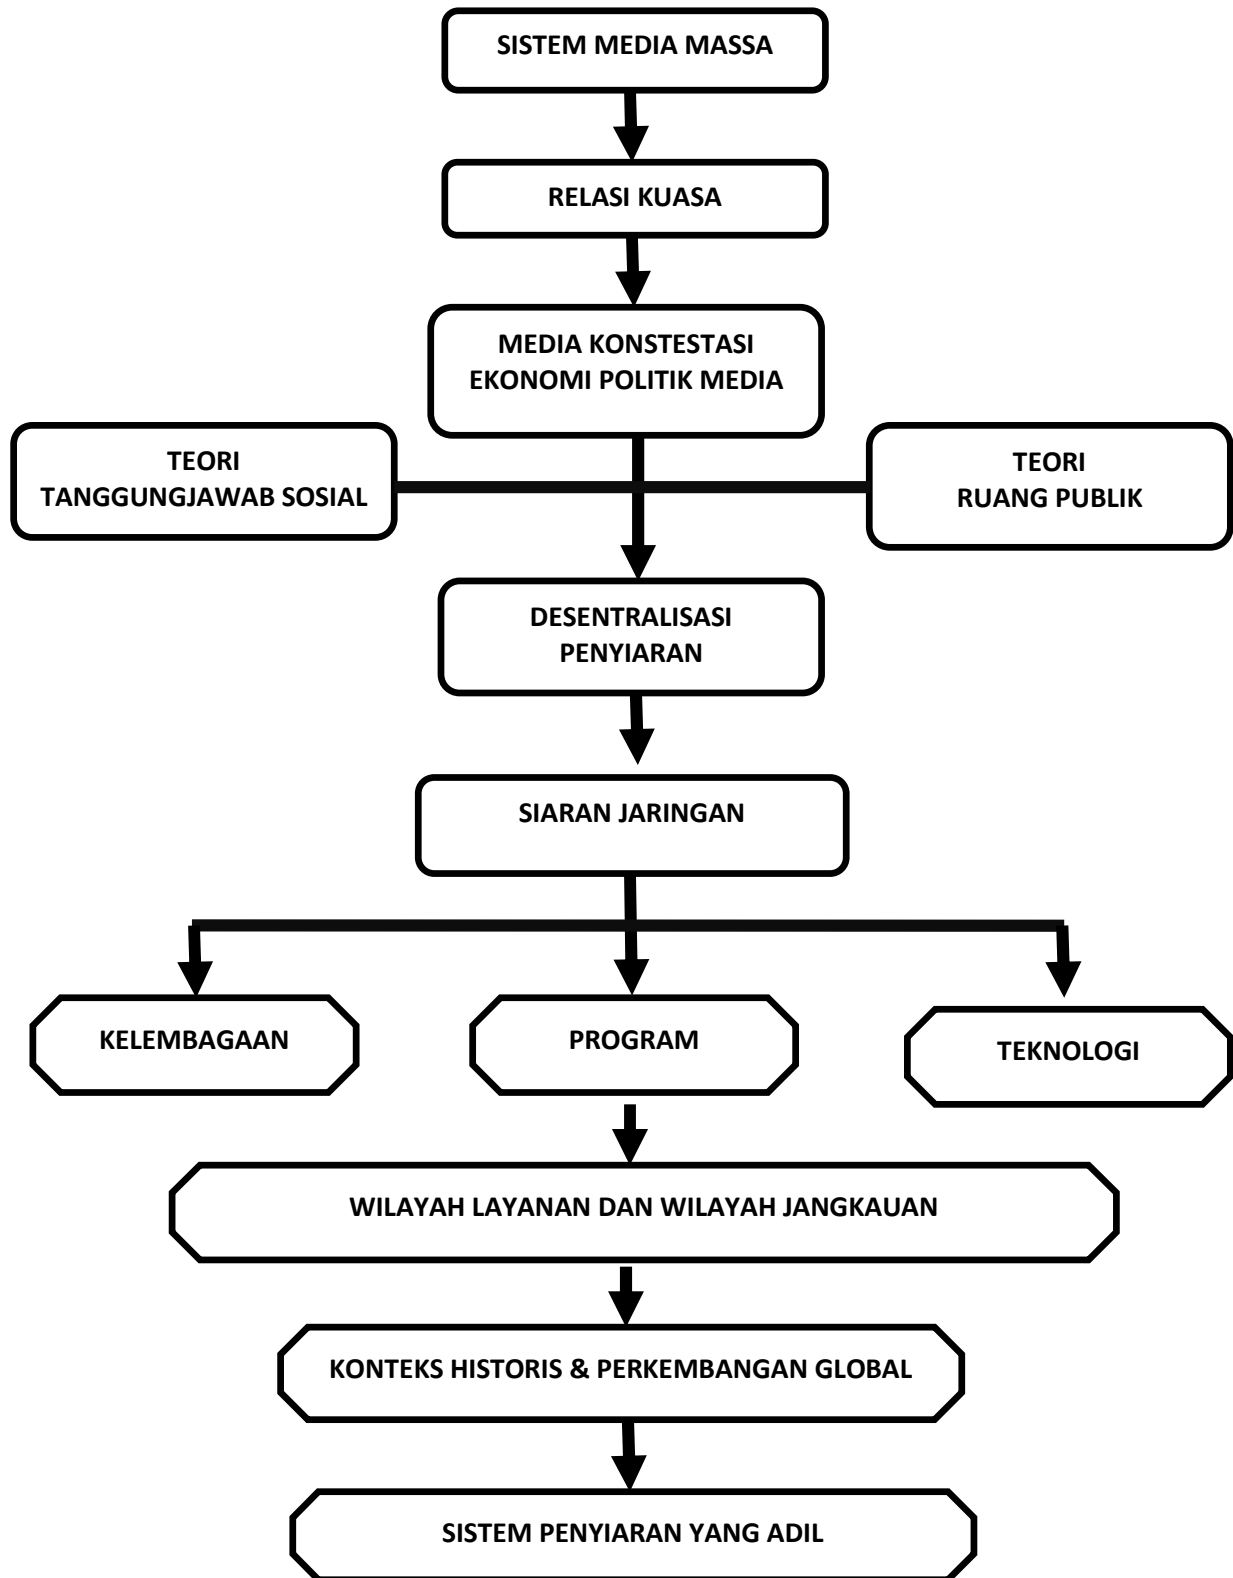 SISTEM MEDIA MASSA
RELASI KUASA
MEDIA KONSTESTASI
EKONOMI POLITIK MEDIA
TEORI
TANGGUNGJAWAB SOSIAL
TEORI
RUANG PUBLIK
DESENTRALISASI
PENYIARAN
SIARAN JARINGAN
KELEMBAGAAN
PROGRAM
TEKNOLOGI
WILAYAH LAYANAN DAN WILAYAH JANGKAUAN
KONTEKS HISTORIS & PERKEMBANGAN GLOBAL
SISTEM PENYIARAN YANG ADIL